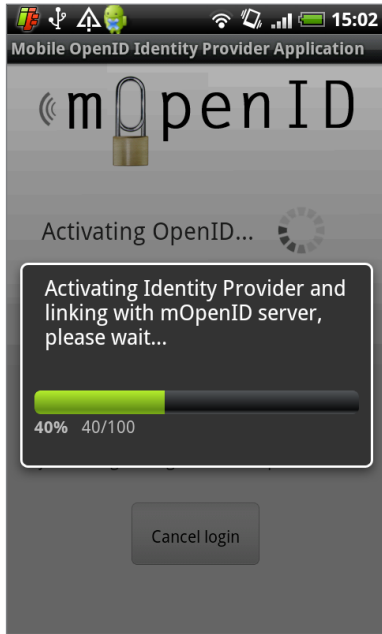 15:02
Mobile OpenID Identity Provider Application
mOpenID
Activating OpenID...
Activating Identity Provider and
linking with mOpenID server,
please wait...
40% 40/100
Cancel login